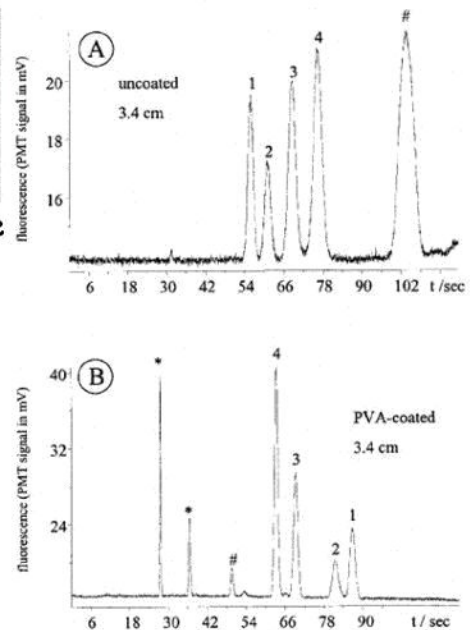 A
uncoated
3.4 cm
1
2
3
4
#
20
18
16
fluorescence (PMT signal in mV)
6 18 30 42 54 66 78 90 102 t /sec
B
PVA-coated
3.4 cm
*
*
#
4
3
2
1
40
32
24
fluorescence (PMT signal in mV)
6 18 30 42 54 66 78 90 t / sec